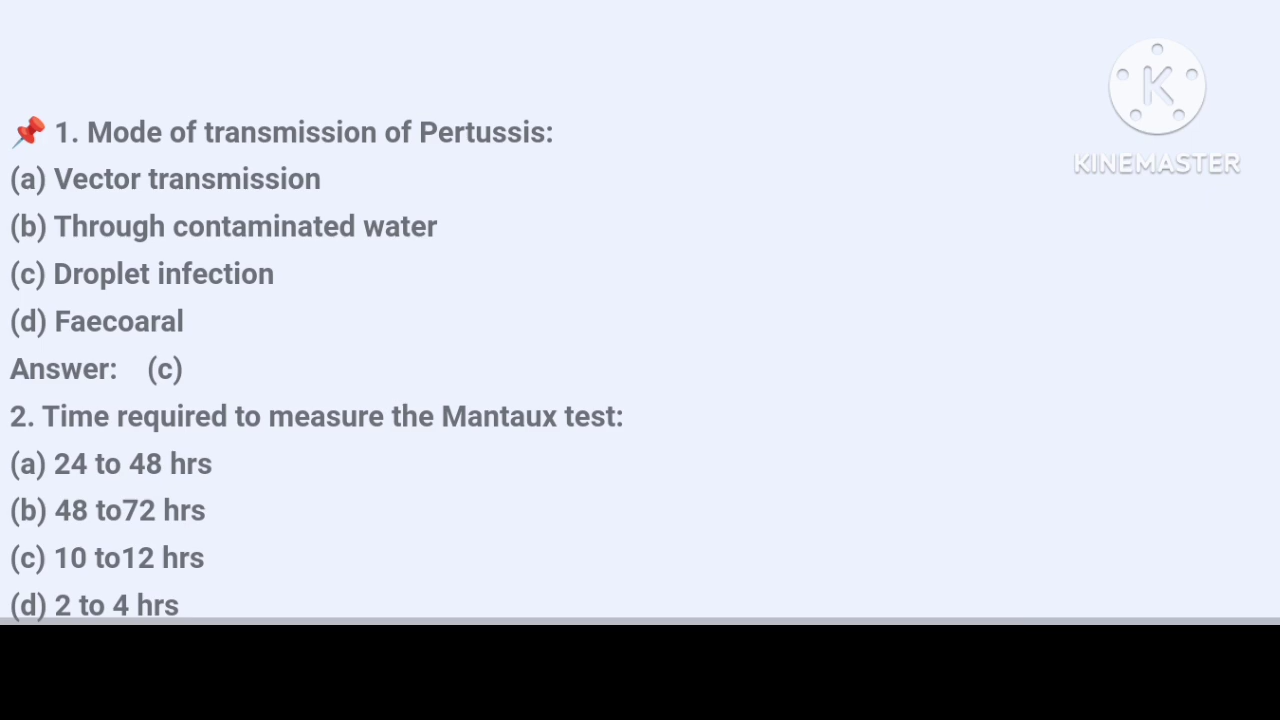 📌 1. Mode of transmission of Pertussis:
(a) Vector transmission
(b) Through contaminated water
(c) Droplet infection
(d) Faecoaral
Answer: (c)
2. Time required to measure the Mantaux test:
(a) 24 to 48 hrs
(b) 48 to72 hrs
(c) 10 to12 hrs
(d) 2 to 4 hrs
K
KINEMASTER